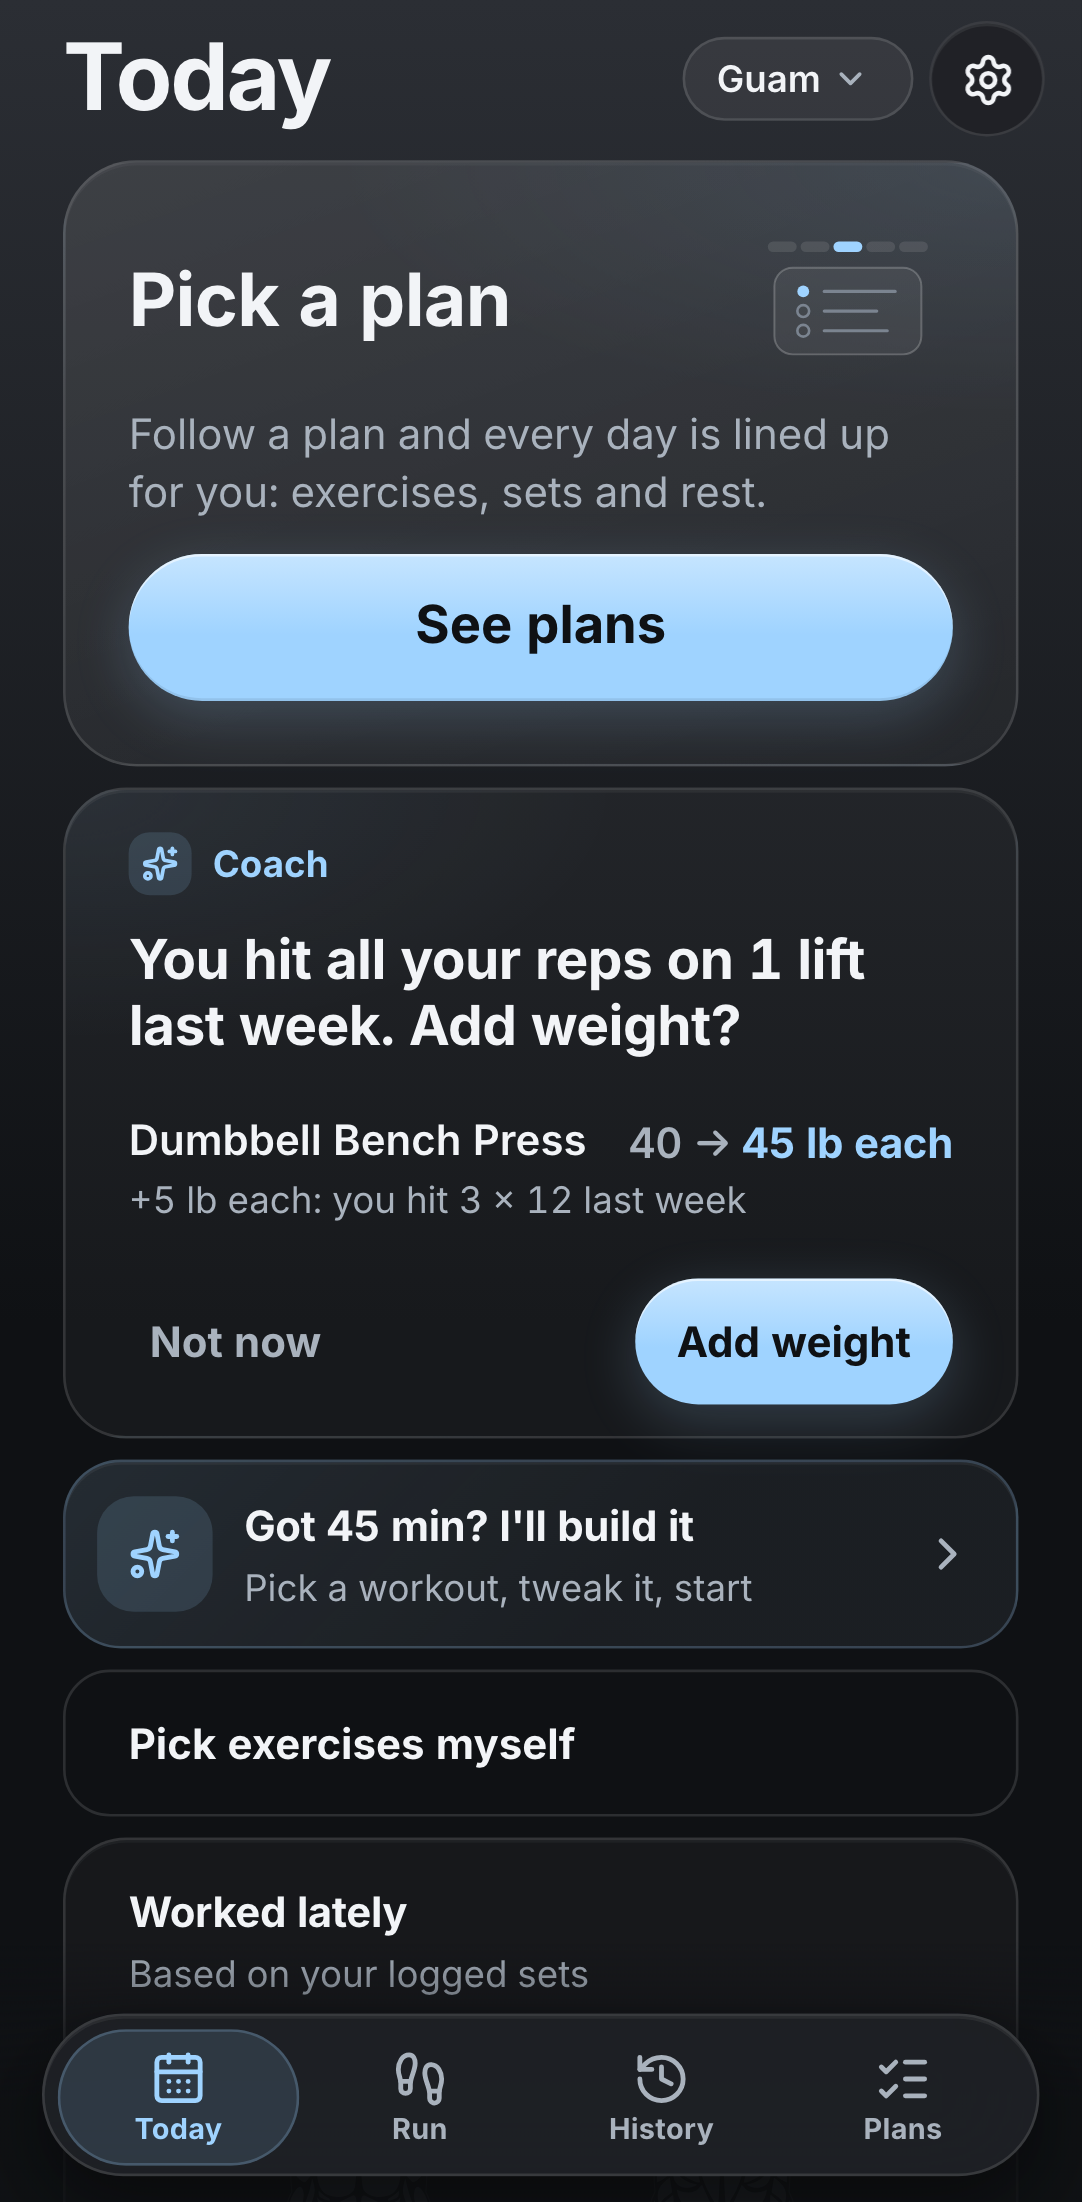 Today
Guam
Pick a plan
Follow a plan and every day is lined up
for you: exercises, sets and rest.
See plans
Coach
You hit all your reps on 1 lift
last week. Add weight?
Dumbbell Bench Press 40 → 45 lb each
+5 lb each: you hit 3 × 12 last week
Not now
Add weight
Got 45 min? I'll build it
Pick a workout, tweak it, start
Pick exercises myself
Worked lately
Based on your logged sets
Today
Run
History
Plans